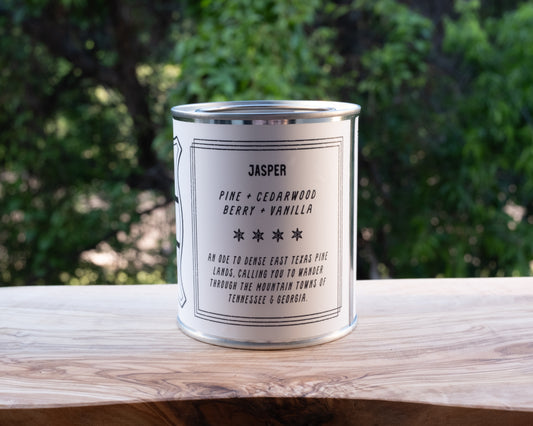 JASPER
PINE + CEDARWOOD
BERRY + VANILLA
AN ODE TO DENSE EAST TEXAS PINE
LANDS, CALLING YOU TO WANDER
THROUGH THE MOUNTAIN TOWNS OF
TENNESSEE & GEORGIA.